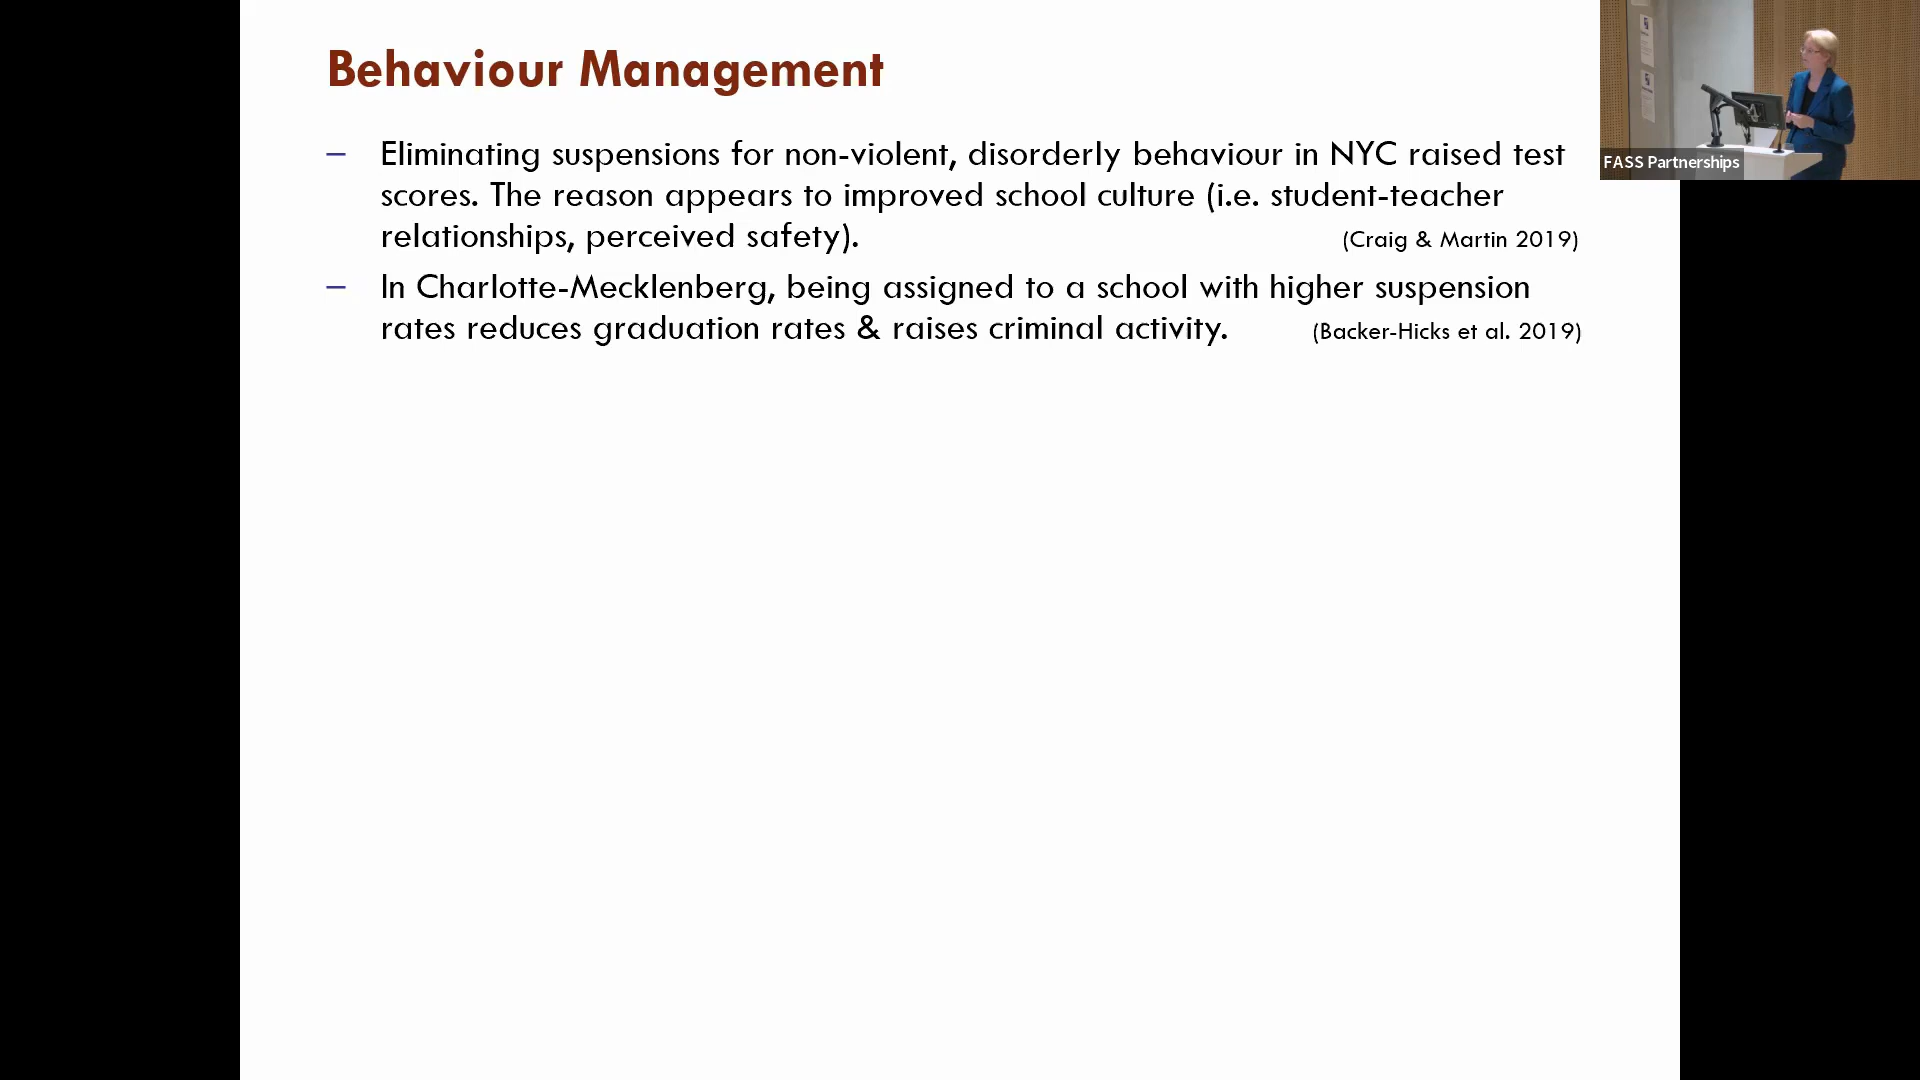 Behaviour Management
– Eliminating suspensions for non-violent, disorderly behaviour in NYC raised test
scores. The reason appears to improved school culture (i.e. student-teacher
relationships, perceived safety). (Craig & Martin 2019)
– In Charlotte-Mecklenberg, being assigned to a school with higher suspension
rates reduces graduation rates & raises criminal activity. (Backer-Hicks et al. 2019)
FASS Partnerships